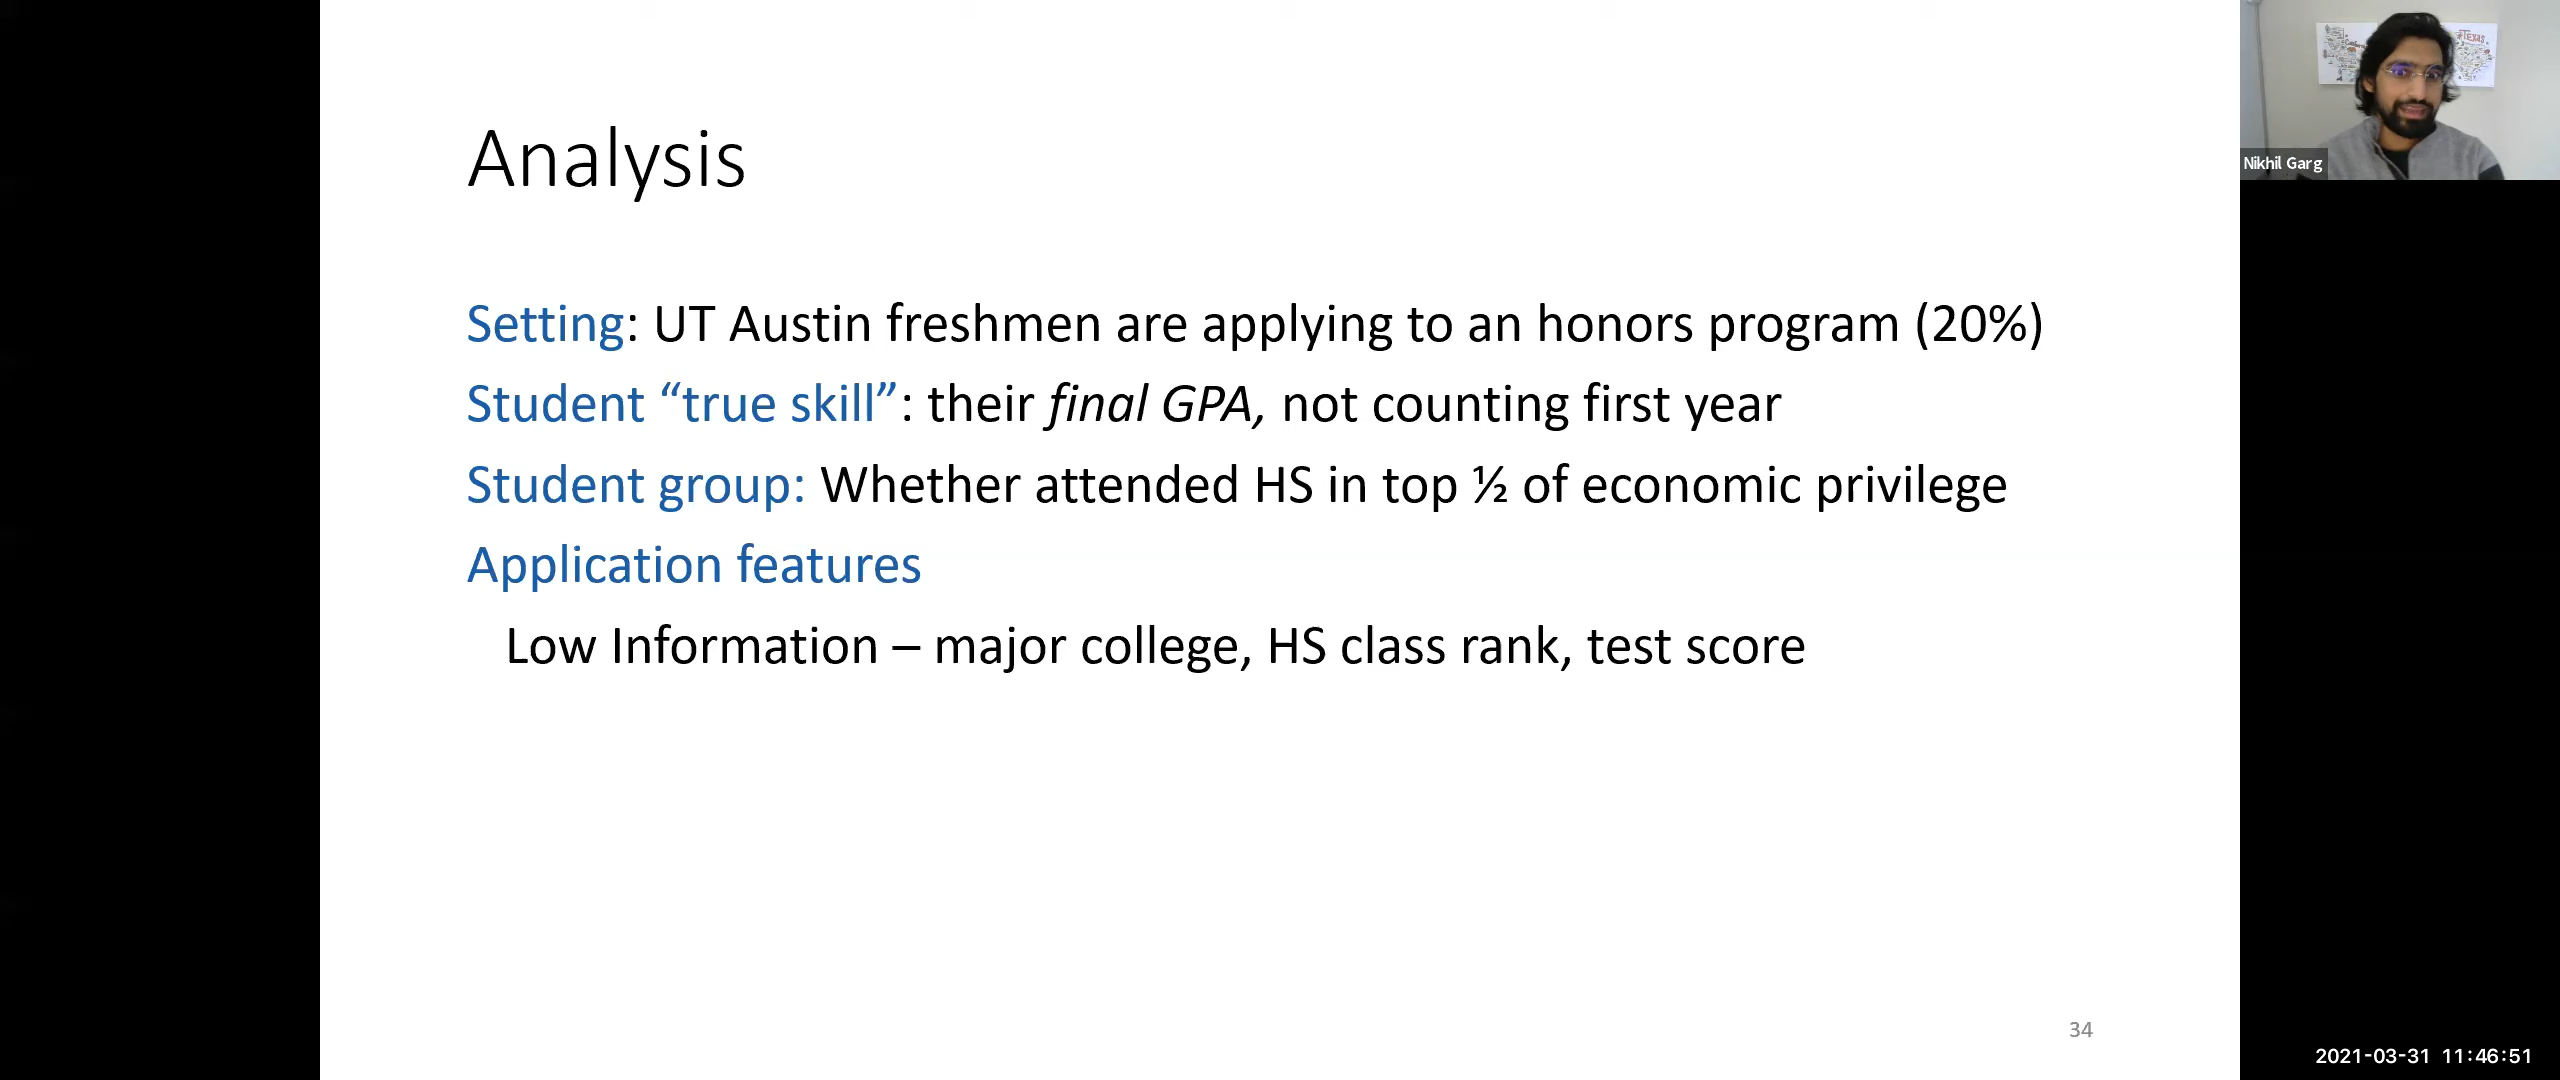 Analysis
Setting: UT Austin freshmen are applying to an honors program (20%)
Student “true skill”: their final GPA, not counting first year
Student group: Whether attended HS in top ½ of economic privilege
Application features
Low Information – major college, HS class rank, test score
34
Texas
Nikhil Garg
2021-03-31 11:46:51